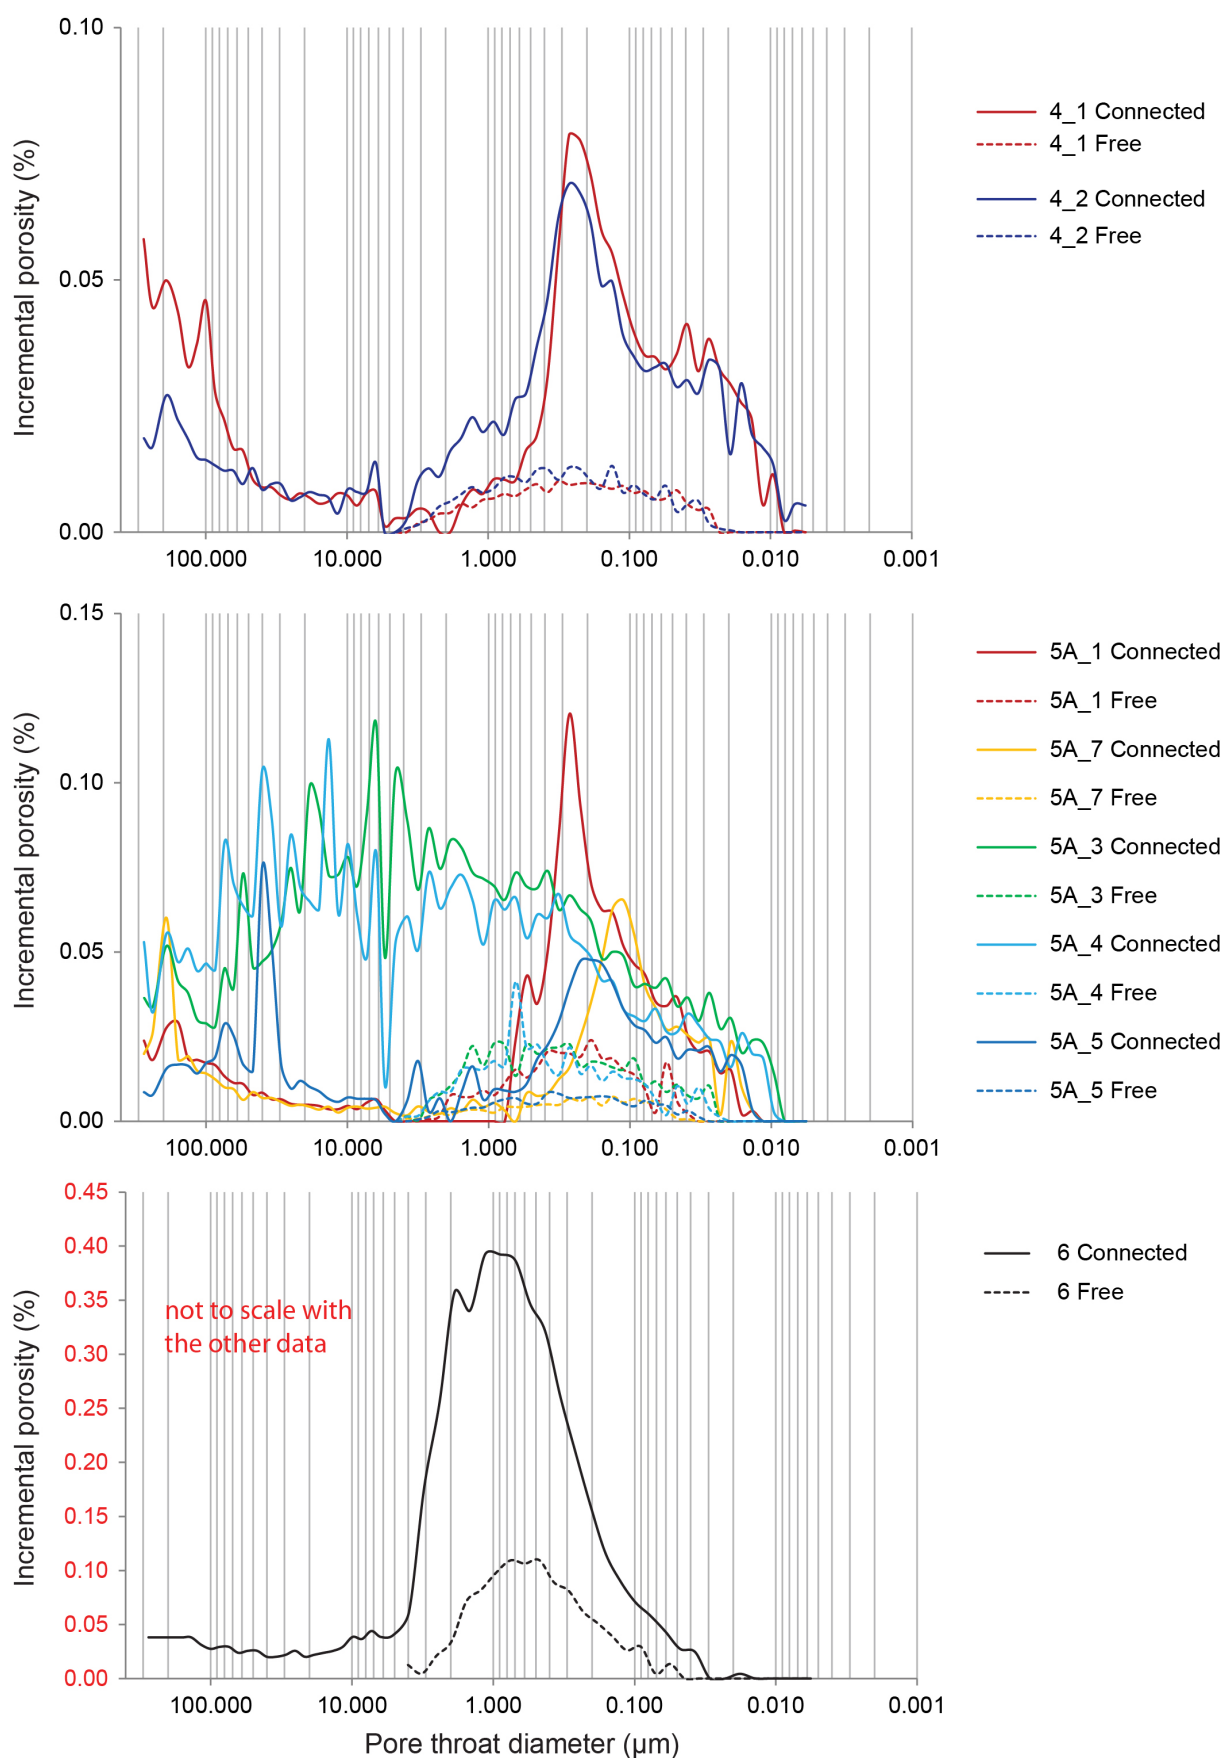 0.10
0.05
0.00
Incremental porosity (%)
100.000 10.000 1.000 0.100 0.010 0.001
4_1 Connected
4_1 Free
4_2 Connected
4_2 Free
0.15
0.10
0.05
0.00
Incremental porosity (%)
100.000 10.000 1.000 0.100 0.010 0.001
5A_1 Connected
5A_1 Free
5A_7 Connected
5A_7 Free
5A_3 Connected
5A_3 Free
5A_4 Connected
5A_4 Free
5A_5 Connected
5A_5 Free
0.45
0.40
0.35
0.30
0.25
0.20
0.15
0.10
0.05
0.00
Incremental porosity (%)
not to scale with
the other data
100.000 10.000 1.000 0.100 0.010 0.001
Pore throat diameter (μm)
6 Connected
6 Free